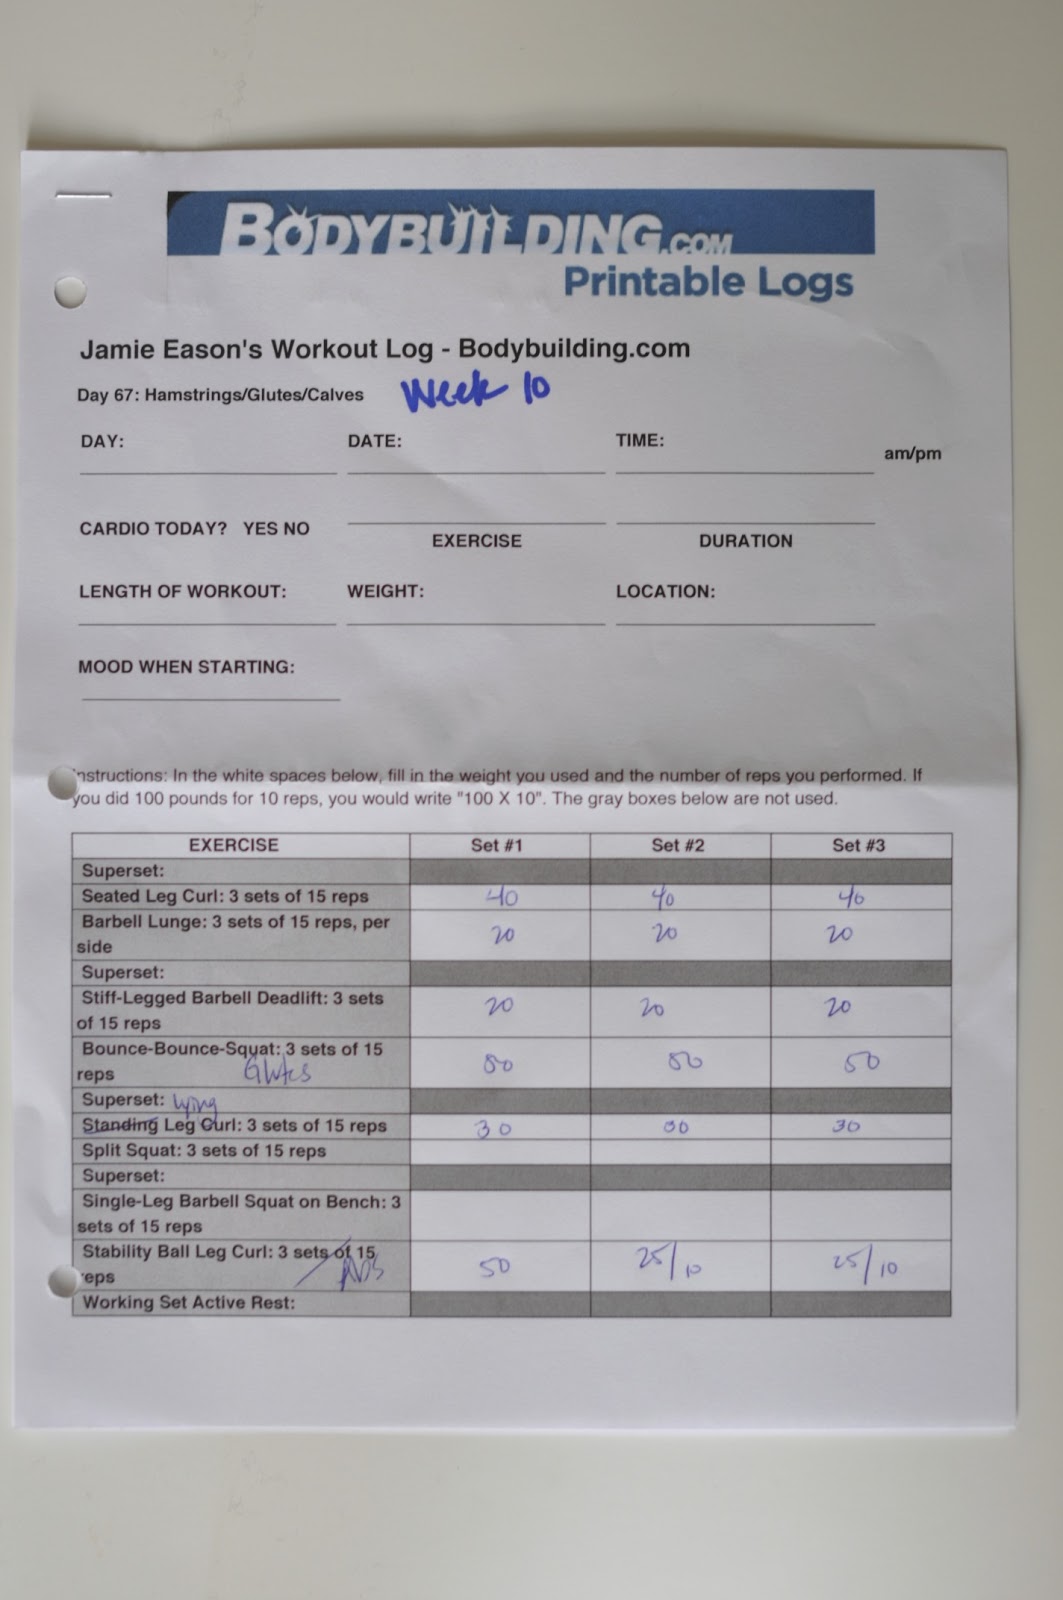 BODYBUILDING.COM
Printable Logs
Jamie Eason's Workout Log - Bodybuilding.com
Day 67: Hamstrings/Glutes/Calves Week 10
DAY: DATE: TIME: am/pm
CARDIO TODAY? YES NO
EXERCISE DURATION
LENGTH OF WORKOUT: WEIGHT: LOCATION:
MOOD WHEN STARTING:
nstructions: In the white spaces below, fill in the weight you used and the number of reps you performed. If
you did 100 pounds for 10 reps, you would write "100 X 10". The gray boxes below are not used.
EXERCISE Set #1 Set #2 Set #3
Superset:
Seated Leg Curl: 3 sets of 15 reps 40 40 40
Barbell Lunge: 3 sets of 15 reps, per
side 20 20 20
Superset:
Stiff-Legged Barbell Deadlift: 3 sets
of 15 reps 20 20 20
Bounce-Bounce-Squat: 3 sets of 15
reps Glutes 50
Superset: lying
Standing Leg Curl: 3 sets of 15 reps 30 30
Split Squat: 3 sets of 15 reps
Superset:
Single-Leg Barbell Squat on Bench: 3
sets of 15 reps
Stability Ball Leg Curl: 3 sets of 15
eps 50 25/10 25/10
Working Set Active Rest: